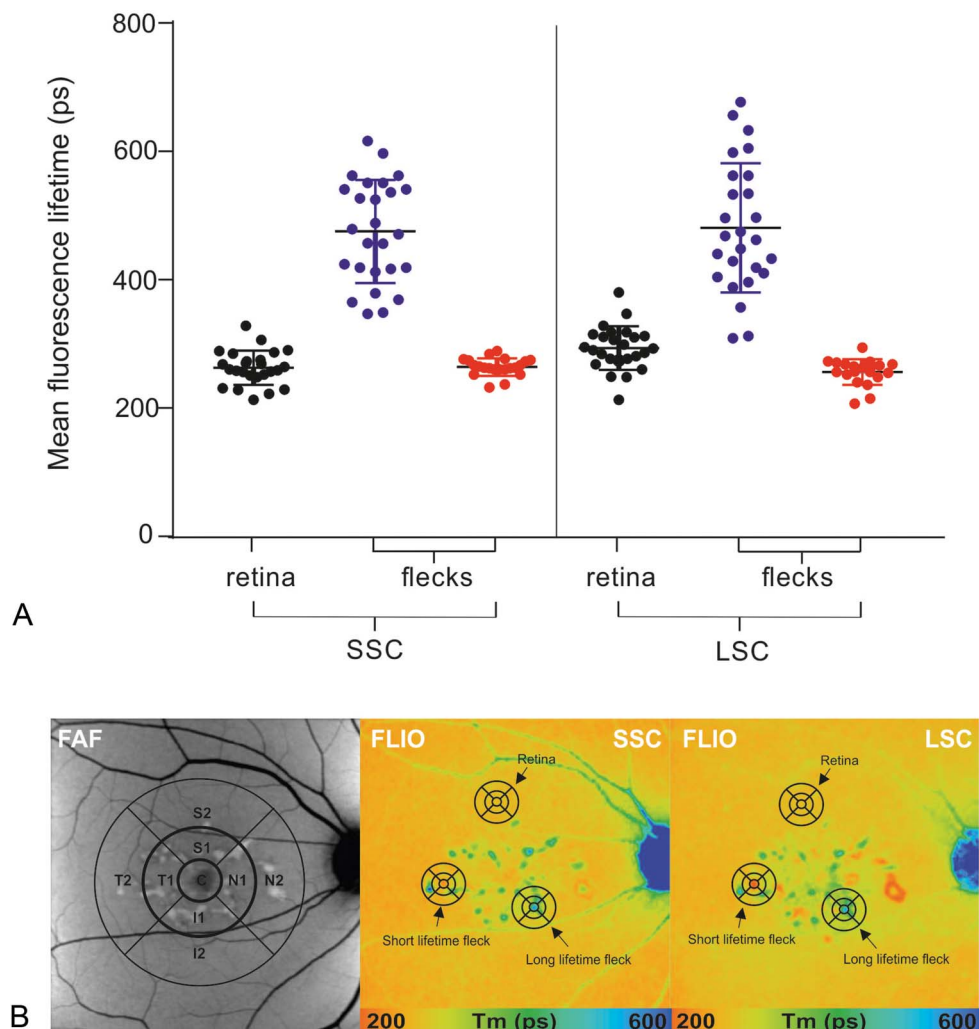 800
600
400
200
0
Mean fluorescence lifetime (ps)
retina
flecks
retina
flecks
SSC
LSC
A
FAF
S2
S1
T2 T1 C N1 N2
I1
I2
FLIO SSC
Retina
Short lifetime fleck
Long lifetime fleck
200 Tm (ps) 600
FLIO LSC
Retina
Short lifetime fleck
Long lifetime fleck
200 Tm (ps) 600
B